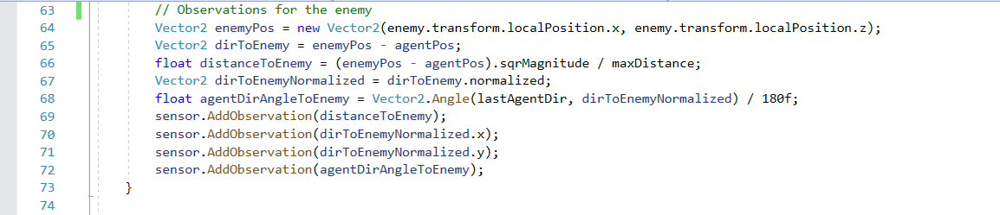 63 // Observations for the enemy
64 Vector2 enemyPos = new Vector2(enemy.transform.localPosition.x, enemy.transform.localPosition.z);
65 Vector2 dirToEnemy = enemyPos - agentPos;
66 float distanceToEnemy = (enemyPos - agentPos).sqrMagnitude / maxDistance;
67 Vector2 dirToEnemyNormalized = dirToEnemy.normalized;
68 float agentDirAngleToEnemy = Vector2.Angle(lastAgentDir, dirToEnemyNormalized) / 180f;
69 sensor.AddObservation(distanceToEnemy);
70 sensor.AddObservation(dirToEnemyNormalized.x);
71 sensor.AddObservation(dirToEnemyNormalized.y);
72 sensor.AddObservation(agentDirAngleToEnemy);
73 }
74